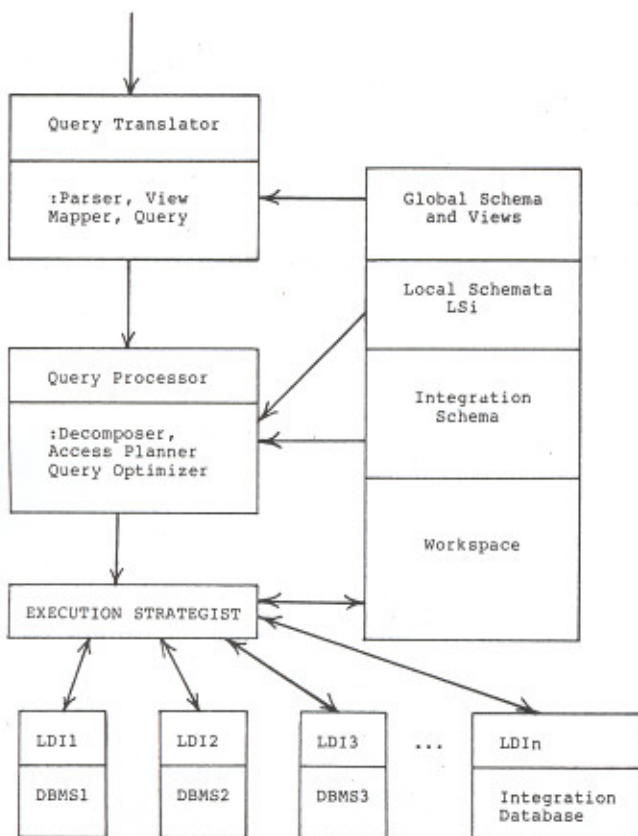 Query Translator
:Parser, View
Mapper, Query
Global Schema
and Views
Local Schemata
LSi
Query Processor
:Decomposer,
Access Planner
Query Optimizer
Integration
Schema
Workspace
EXECUTION STRATEGIST
LDI1
LDI2
LDI3
...
LDIn
DBMS1
DBMS2
DBMS3
Integration
Database